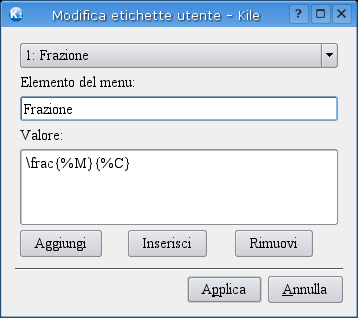 Modifica etichette utente – Kile
1: Frazione
Elemento del menu:
Frazione
Valore:
\frac{%M}{%C}
Aggiungi Inserisci Rimuovi
Applica Annulla